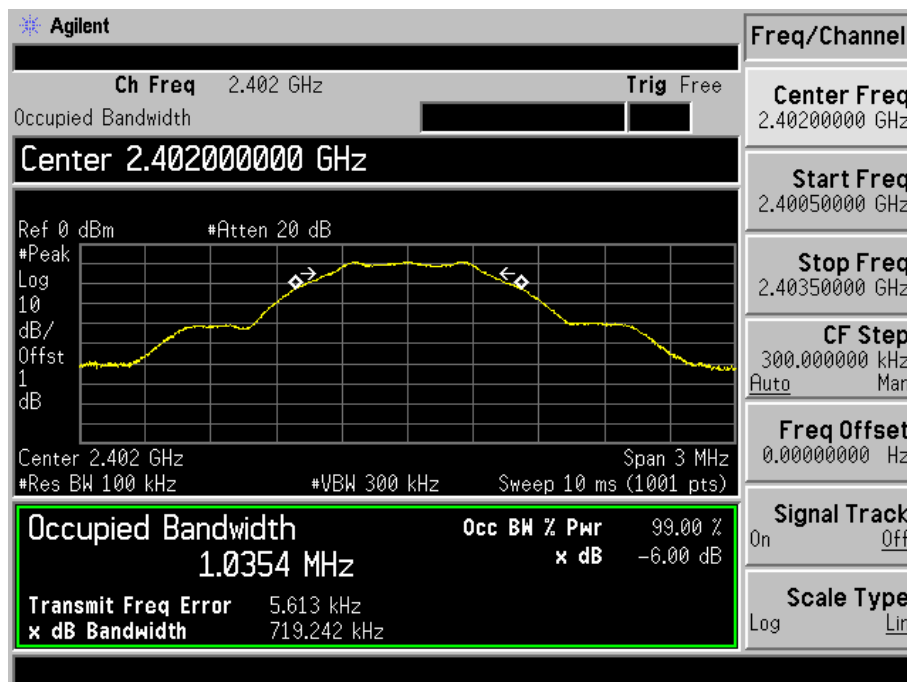 Agilent
Freq/Channel
Ch Freq 2.402 GHz Trig Free
Occupied Bandwidth
Center 2.402000000 GHz
Ref 0 dBm #Atten 20 dB
#Peak
Log
10
dB/
Offst
1
dB
Center 2.402 GHz Span 3 MHz
#Res BW 100 kHz #VBW 300 kHz Sweep 10 ms (1001 pts)
Occupied Bandwidth
1.0354 MHz
Occ BW % Pwr 99.00 %
x dB -6.00 dB
Transmit Freq Error 5.613 kHz
x dB Bandwidth 719.242 kHz
Center Freq
2.40200000 GHz
Start Freq
2.40050000 GHz
Stop Freq
2.40350000 GHz
CF Step
300.000000 kHz
Auto Man
Freq Offset
0.00000000 Hz
Signal Track
On Off
Scale Type
Log Lin